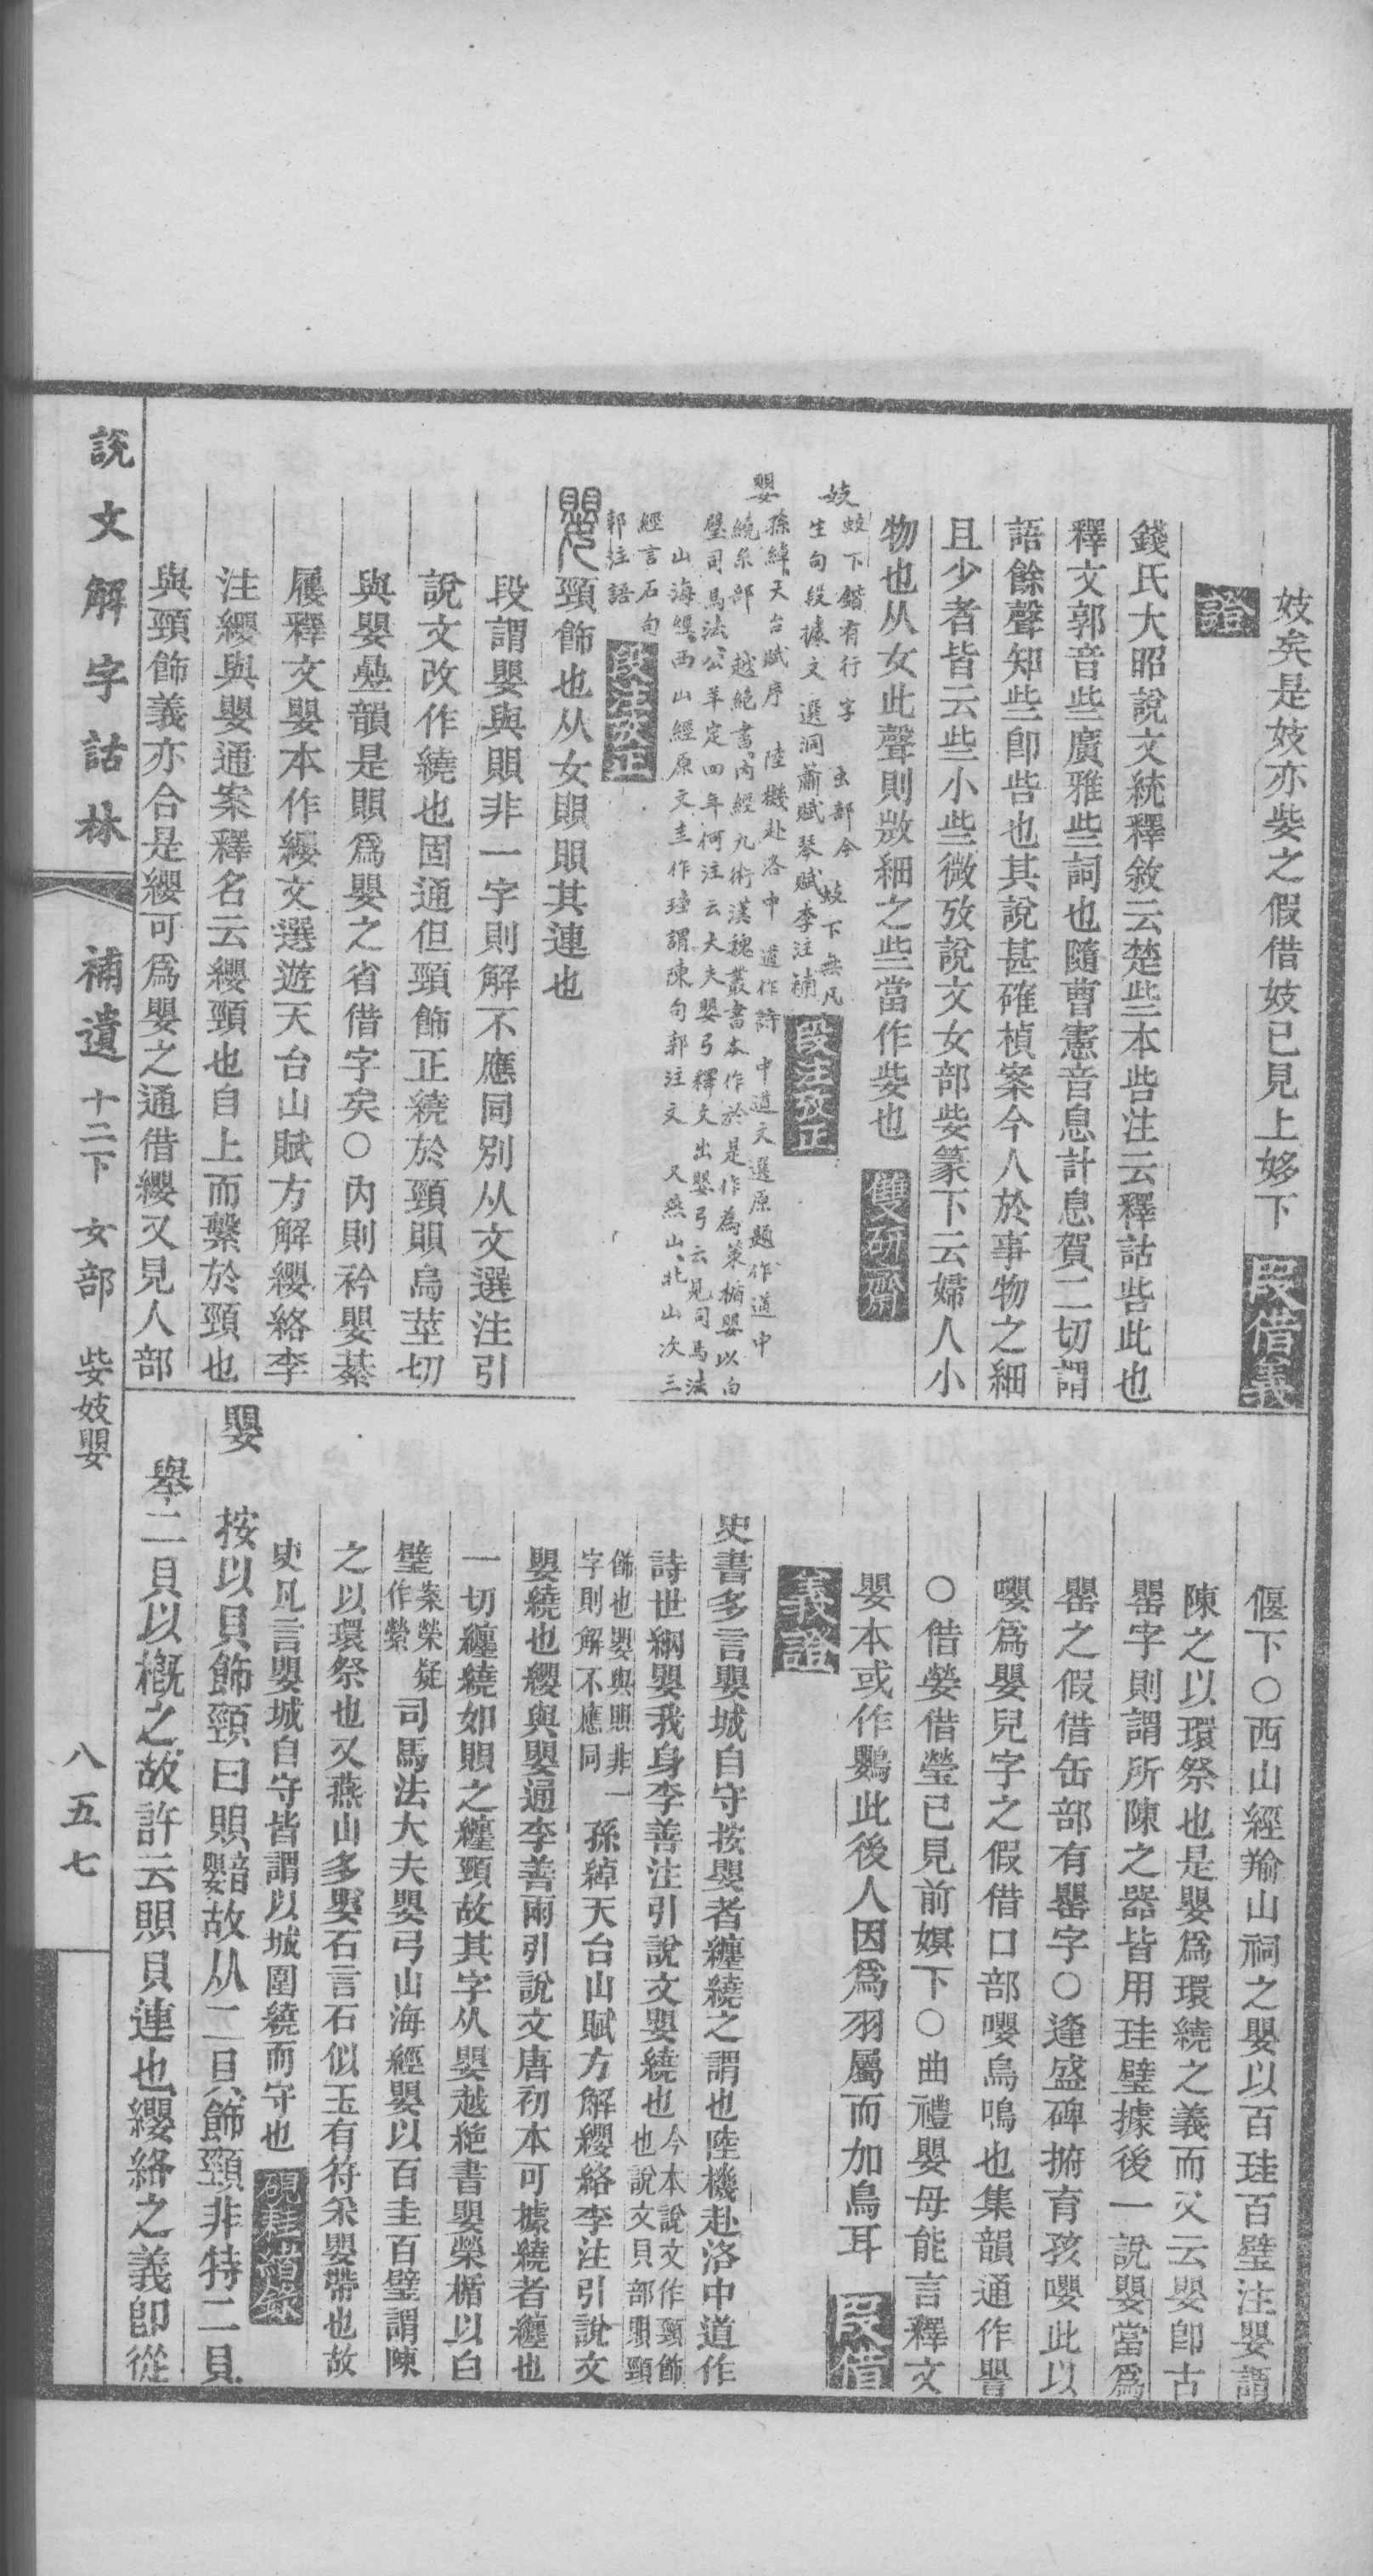 妓矣是妓亦姕之假借妓已見上姼下 段借義
證
錢氏大昭說文統釋敘云楚些本呰注云釋詁呰此也
釋文郭音些廣雅些詞也隨曹憲音息計息賀二切謂
語餘聲知些卽呰也其說甚確楨案今人於事物之細
且少者皆云些小些微攷說文女部姕篆下云婦人小
物也从女此聲則㪚細之些當作姕也 雙研齋
妓 蚑下鍇有行字 虫部今蚑下無凡
生句段據文選洞簫賦琴賦李注補 段注攷正
嬰 孫綽天台賦序 陸機赴洛中道作詩 中道文選原題作道中
繞糸部 越絕書內經九術漢魏叢書本作於是作為策楯嬰以白
璧司馬法公羊定四年何注云大夫嬰弓釋文出嬰弓云見司馬法
山海經西山經原文圭作珪謂陳句郭注文 又燕山北山次三
經言石句
郭注語 段注攷正
嬰 頸飾也从女賏賏其連也
段謂嬰與賏非一字則解不應同別从文選注引
說文改作繞也固通但頸飾正繞於頸賏烏莖切
與嬰疊韻是賏爲嬰之省借字矣○內則衿嬰綦
屨釋文嬰本作纓文選遊天台山賦方解纓絡李
注纓與嬰通案釋名云纓頸也自上而繫於頸也
與頸飾義亦合是纓可爲嬰之通借纓又見人部
偃下○西山經羭山祠之嬰以百珪百璧注嬰謂
陳之以環祭也是嬰爲環繞之義而又云嬰卽古
罌字則謂所陳之器皆用珪璧據後一說嬰當爲
罌之假借缶部有罌字○逢盛碑掤育孩嚶此以
嚶爲嬰兒字之假借口部嚶鳥鳴也集韻通作譻
○借嫈借瑩已見前嫇下○曲禮嬰母能言釋文
嬰本或作鸚此後人因爲羽屬而加鳥耳 段借
義證
史書多言嬰城自守按嬰者纏繞之謂也陸機赴洛中道作
詩世網嬰我身李善注引說文嬰繞也今本說文作頸飾也說文貝部賏頸
飾也嬰與賏非一字則解不應同 孫綽天台山賦方解纓絡李注引說文
嬰繞也纓與嬰通李善兩引說文唐初本可據繞者纏也
一切纏繞如賏之纏頸故其字从嬰越絕書嬰榮楯以白
璧案榮疑作縈 司馬法大夫嬰弓山海經嬰以百圭百璧謂陳
之以環祭也又燕山多嬰石言石似玉有符采嬰帶也故
史凡言嬰城自守皆謂以城圍繞而守也 硯桂緒錄
嬰 按以貝飾頸曰賏音嬰故从二貝飾頸非特二貝
舉二貝以槪之故許云賏貝連也纓絡之義卽從
說文解字詁林 補遺 十二下 女部 姕妓嬰 八五七